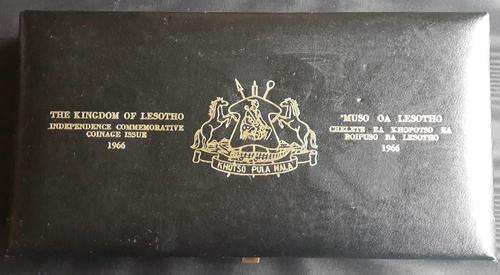 THE KINGDOM OF LESOTHO
INDEPENDENCE COMMEMORATIVE
COINAGE ISSUE
1966
KHOTSO PULA NALA
'MUSO OA LESOTHO
CHELETE EA KHOPOTSO EA
BOIPUSO BA LESOTHO
1966